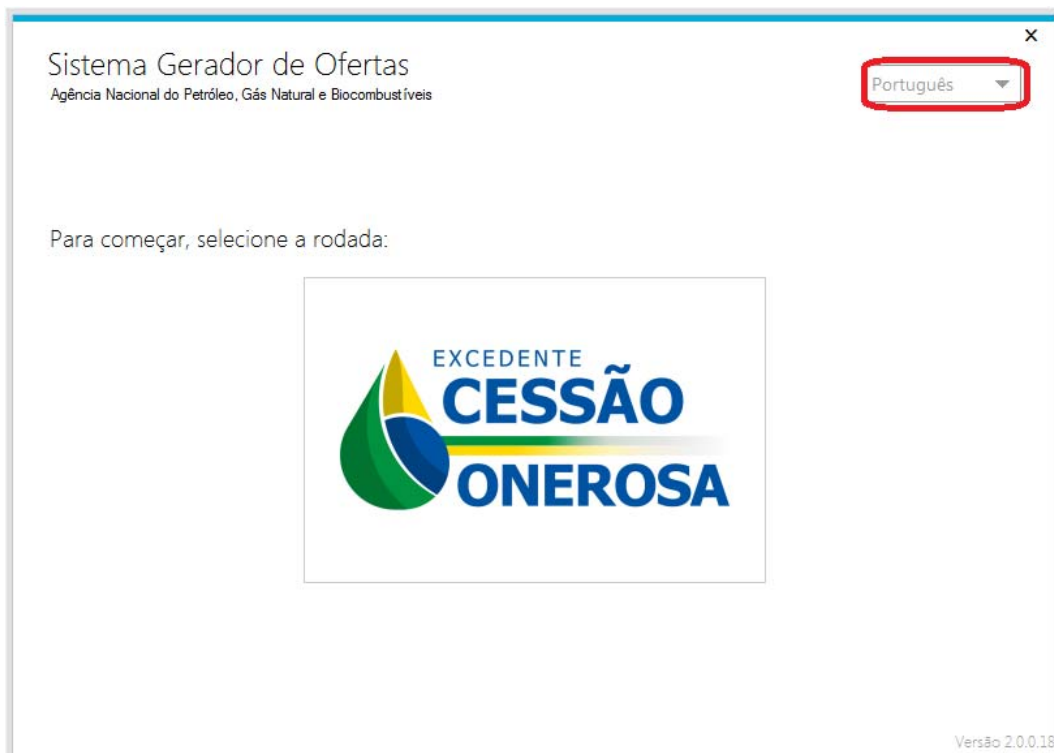 x
Sistema Gerador de Ofertas
Agência Nacional do Petróleo, Gás Natural e Biocombustíveis
Português
Para começar, selecione a rodada:
EXCEDENTE
CESSÃO
ONEROSA
Versão 2.0.0.18